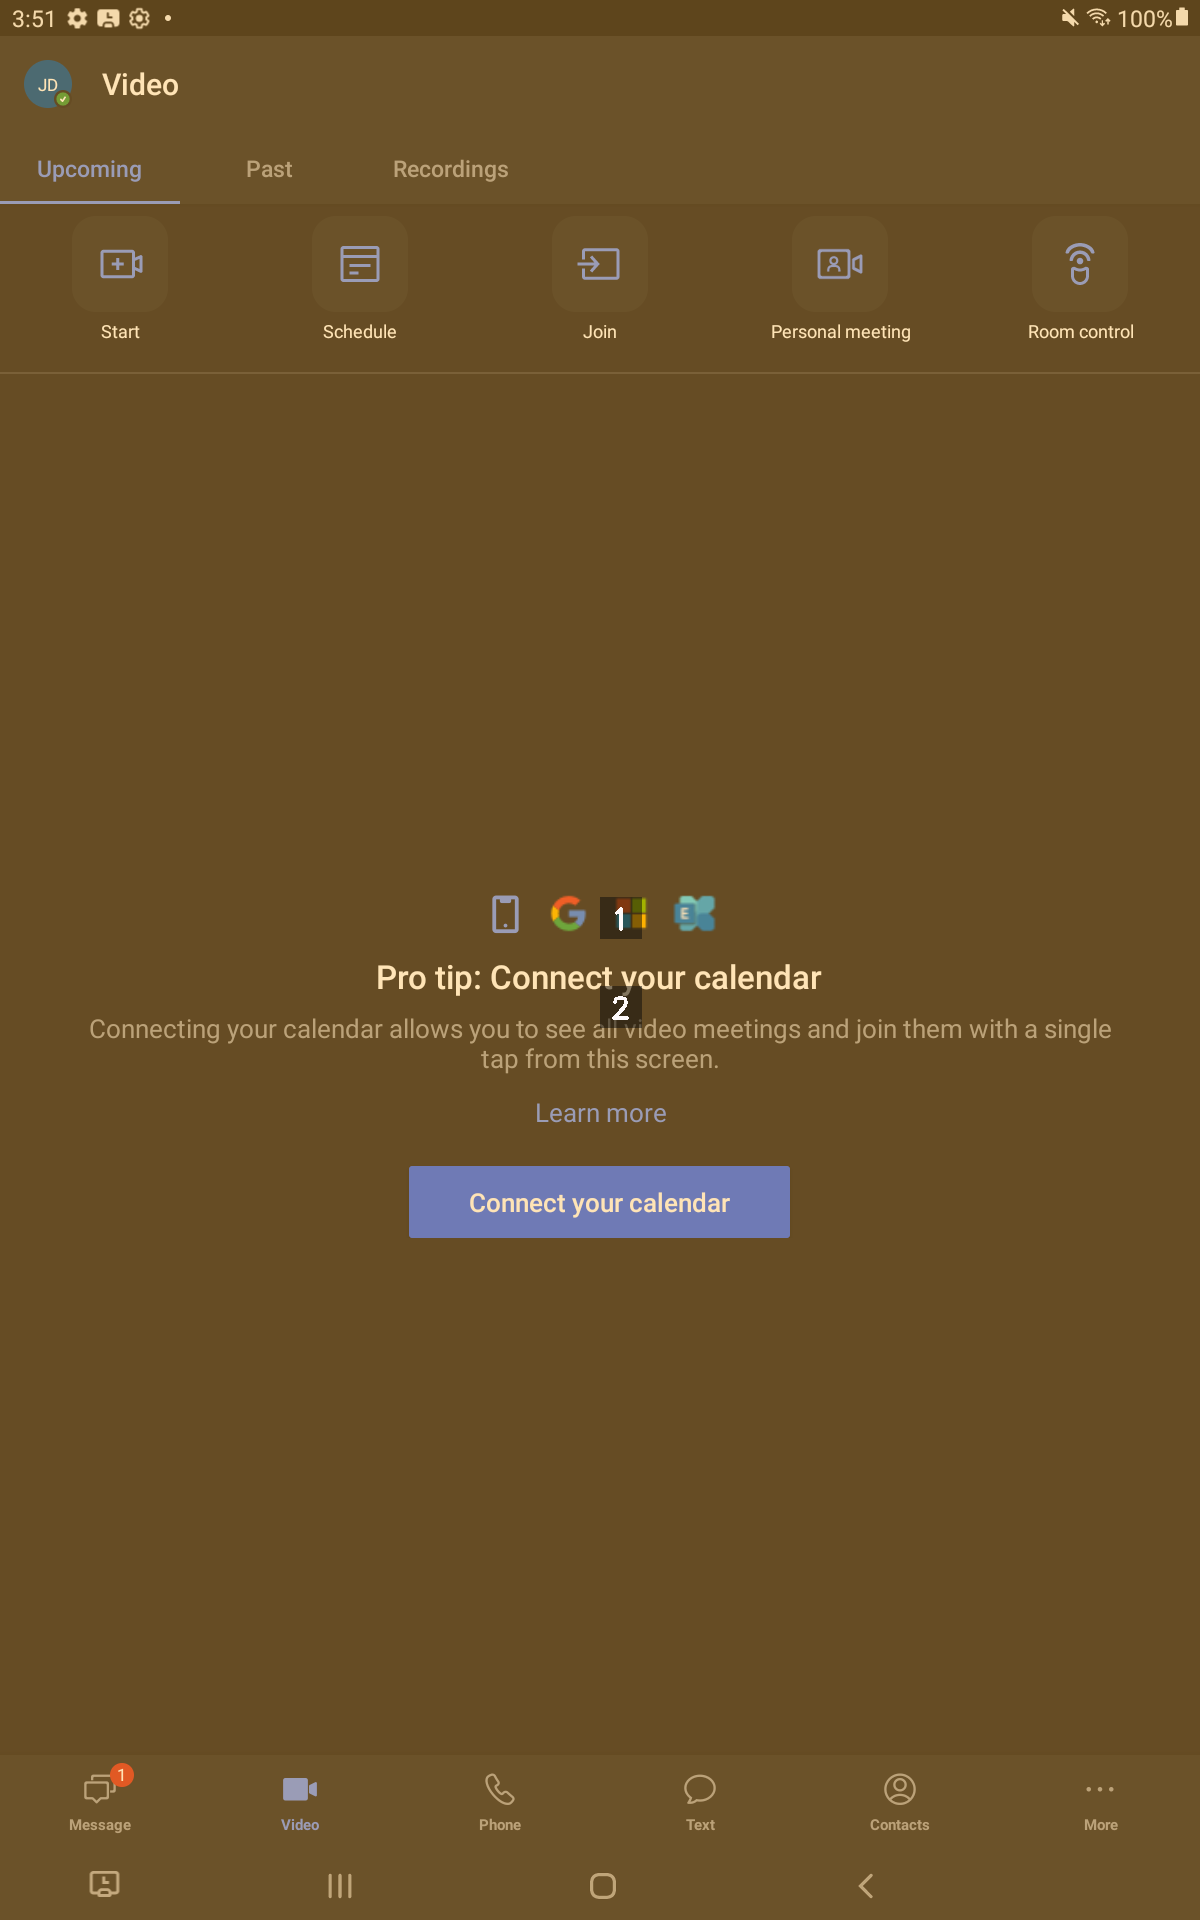 3:51
100%
JD
Video
Upcoming
Past
Recordings
Start
Schedule
Join
Personal meeting
Room control
E
1
Pro tip: Connect your calendar
2
Connecting your calendar allows you to see all video meetings and join them with a single
tap from this screen.
Learn more
Connect your calendar
1
Message
Video
Phone
Text
Contacts
More